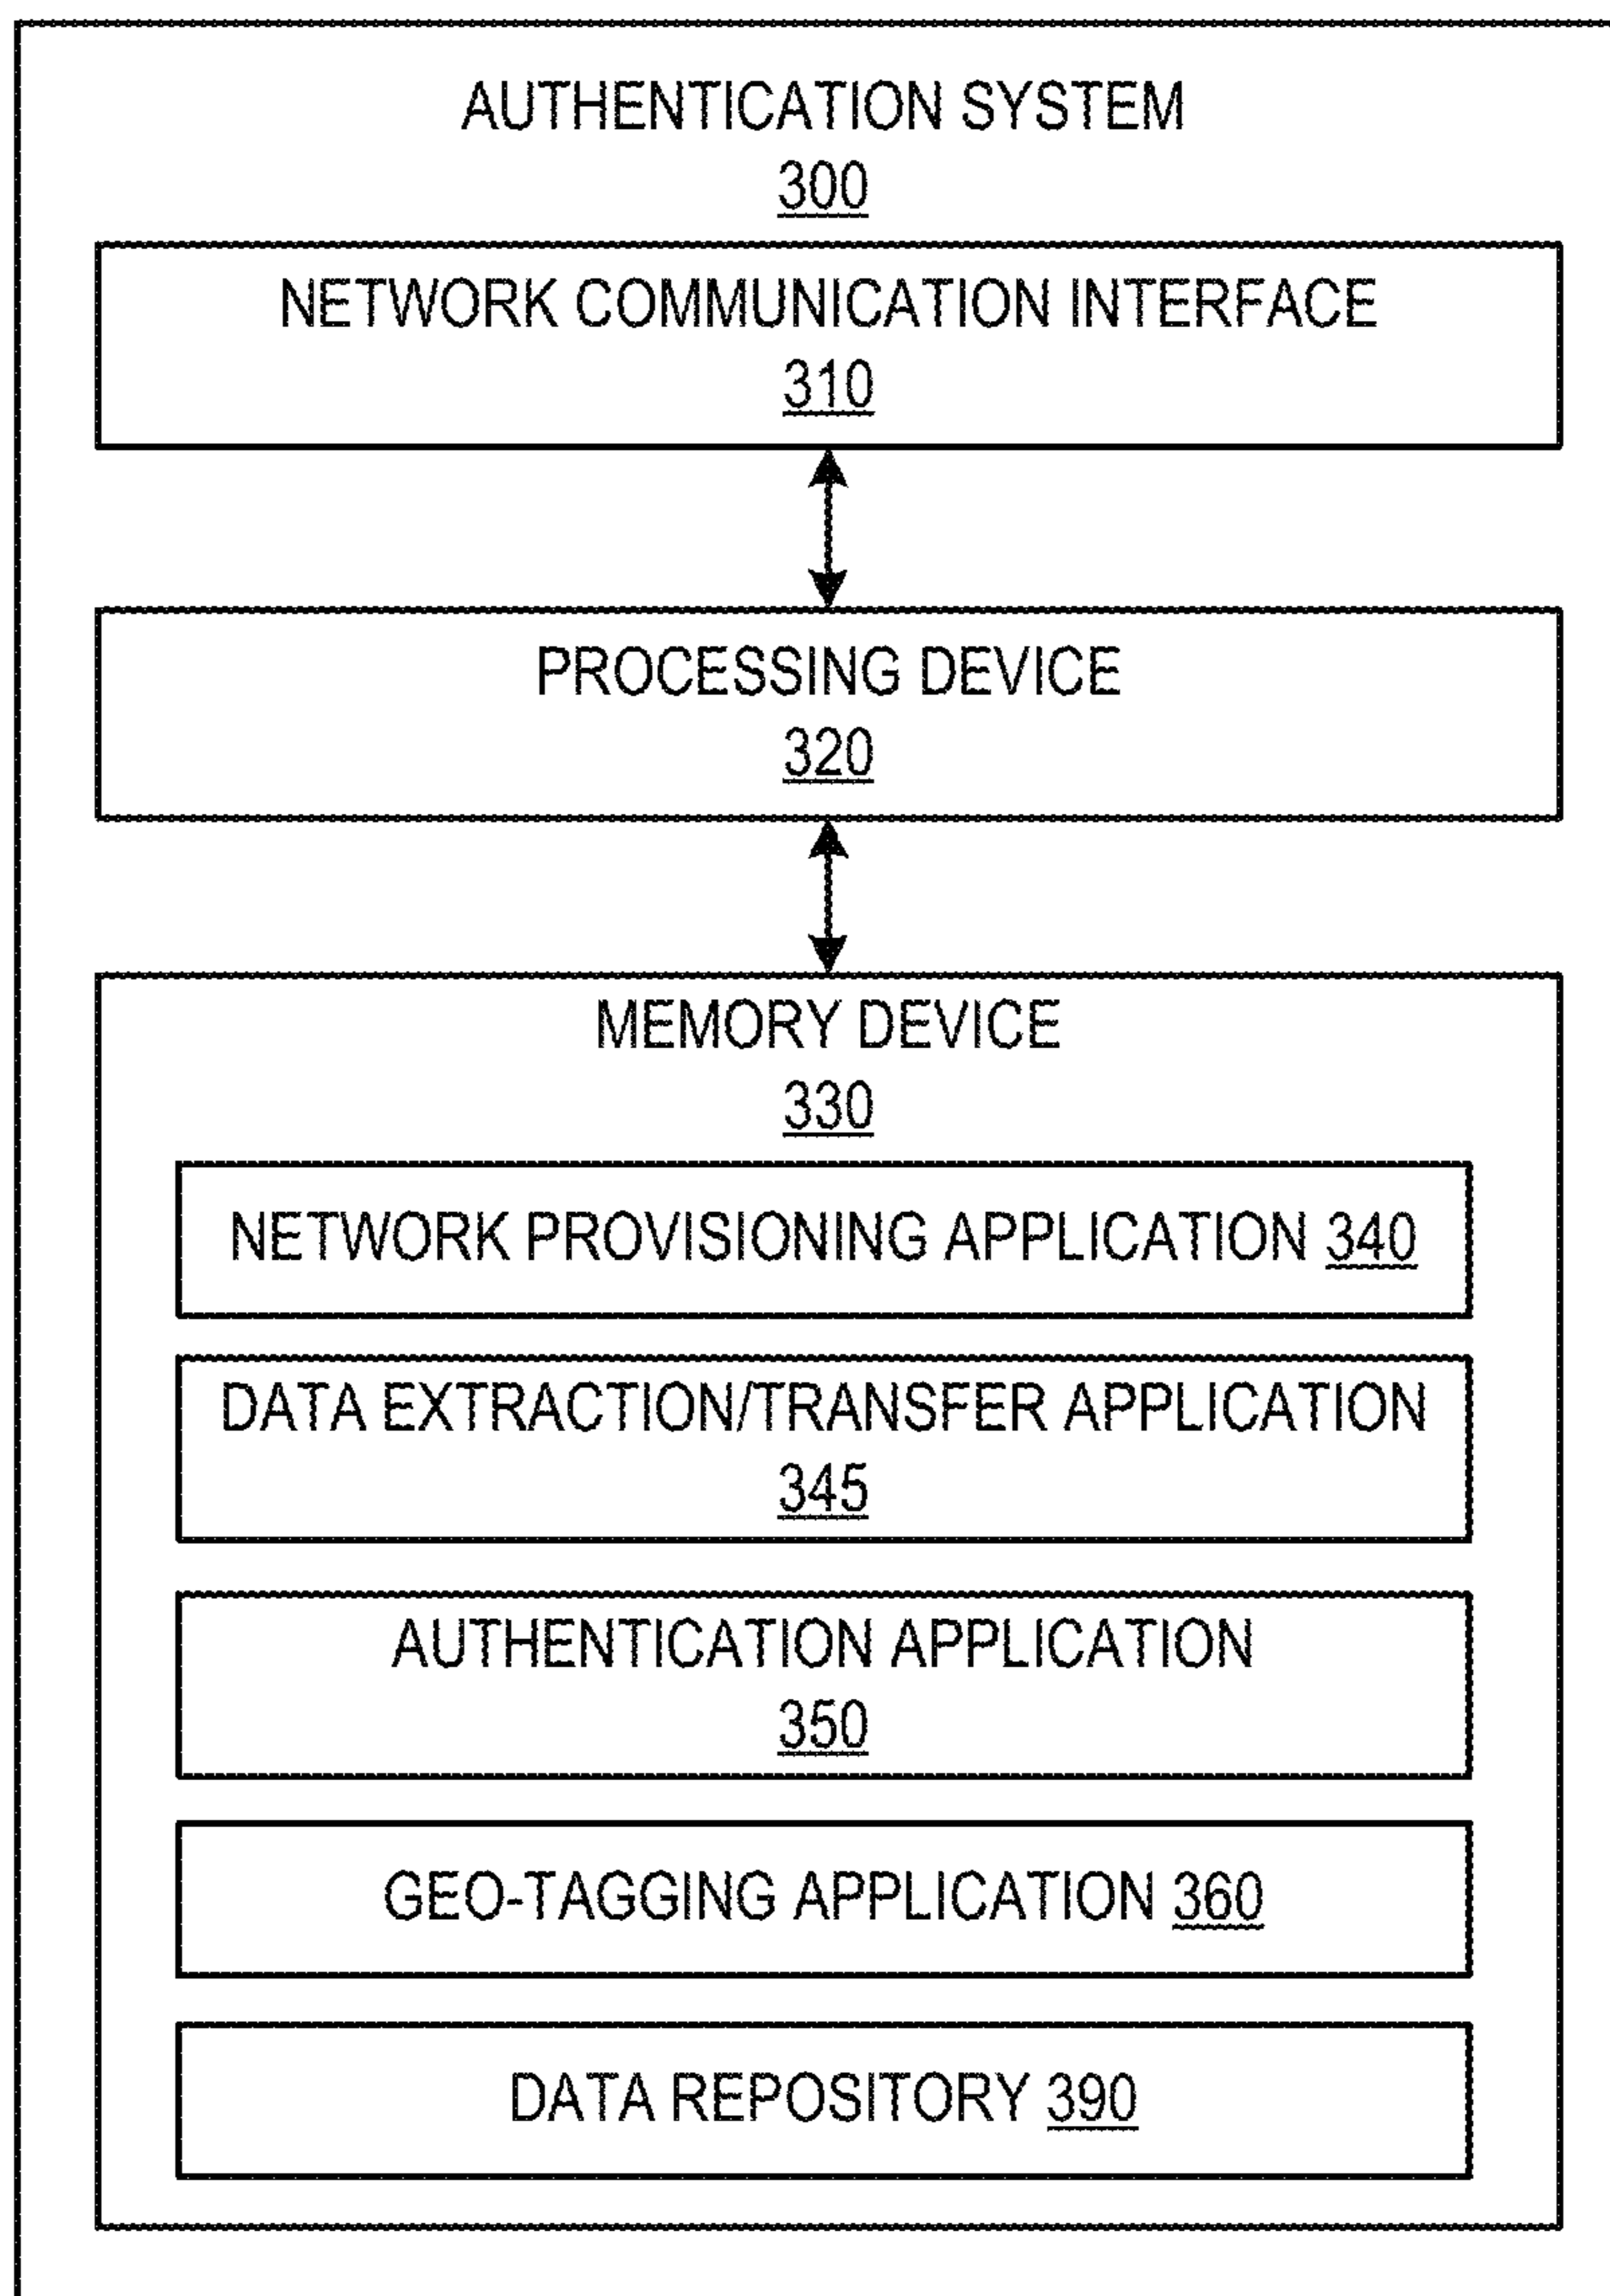 AUTHENTICATION SYSTEM
300
NETWORK COMMUNICATION INTERFACE
310
PROCESSING DEVICE
320
MEMORY DEVICE
330
NETWORK PROVISIONING APPLICATION 340
DATA EXTRACTION/TRANSFER APPLICATION
345
AUTHENTICATION APPLICATION
350
GEO-TAGGING APPLICATION 360
DATA REPOSITORY 390